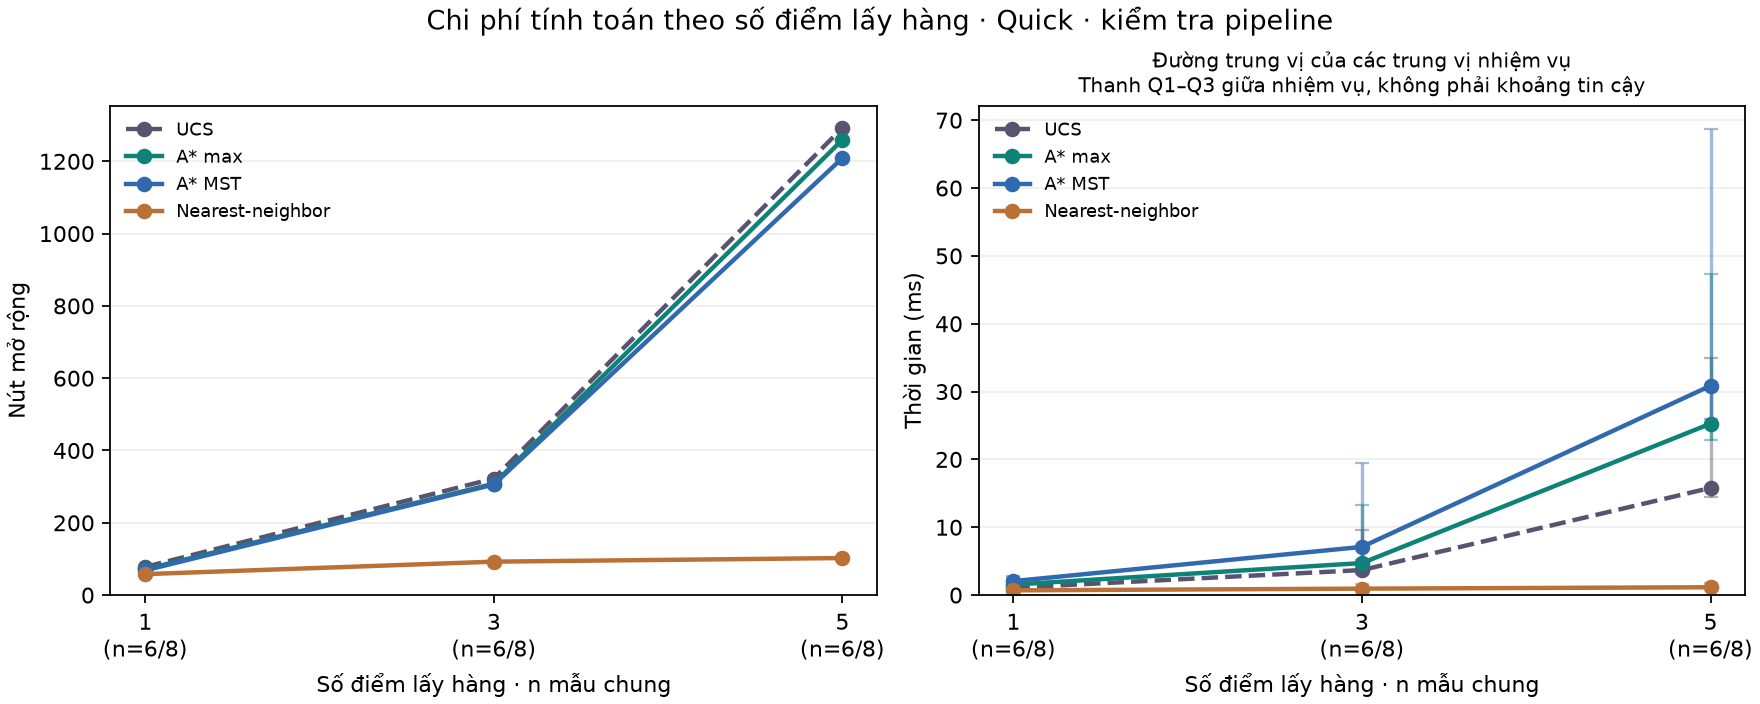 Chi phí tính toán theo số điểm lấy hàng · Quick · kiểm tra pipeline
Nút mở rộng
1200
1000
800
600
400
200
0
UCS
A* max
A* MST
Nearest-neighbor
1
(n=6/8)
3
(n=6/8)
5
(n=6/8)
Số điểm lấy hàng · n mẫu chung
Đường trung vị của các trung vị nhiệm vụ
Thanh Q1–Q3 giữa nhiệm vụ, không phải khoảng tin cậy
Thời gian (ms)
70
60
50
40
30
20
10
0
UCS
A* max
A* MST
Nearest-neighbor
1
(n=6/8)
3
(n=6/8)
5
(n=6/8)
Số điểm lấy hàng · n mẫu chung